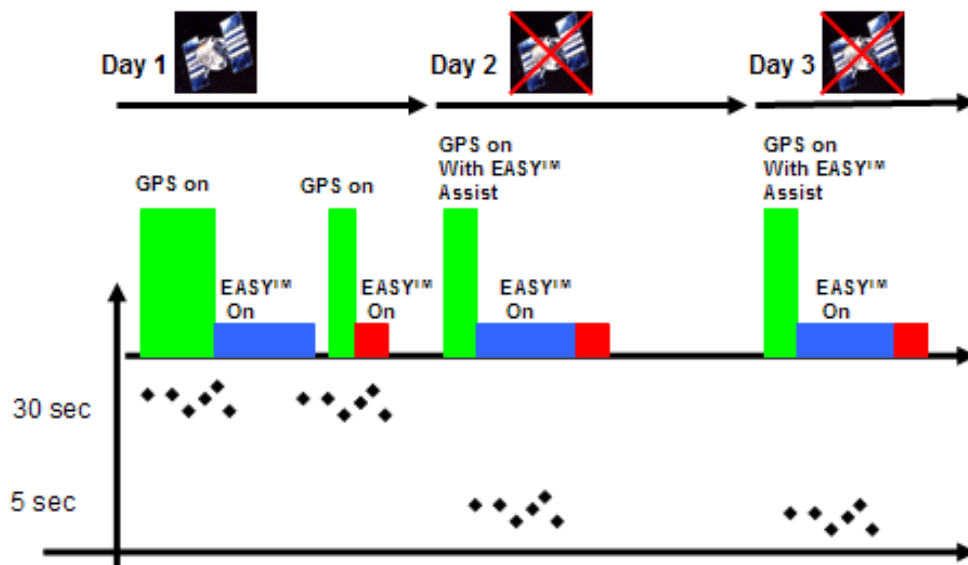 Day 1
Day 2
Day 3
GPS on
GPS on
GPS on
With EASY™
Assist
GPS on
With EASY™
Assist
EASY™
On
EASY™
On
EASY™
On
EASY™
On
30 sec
5 sec